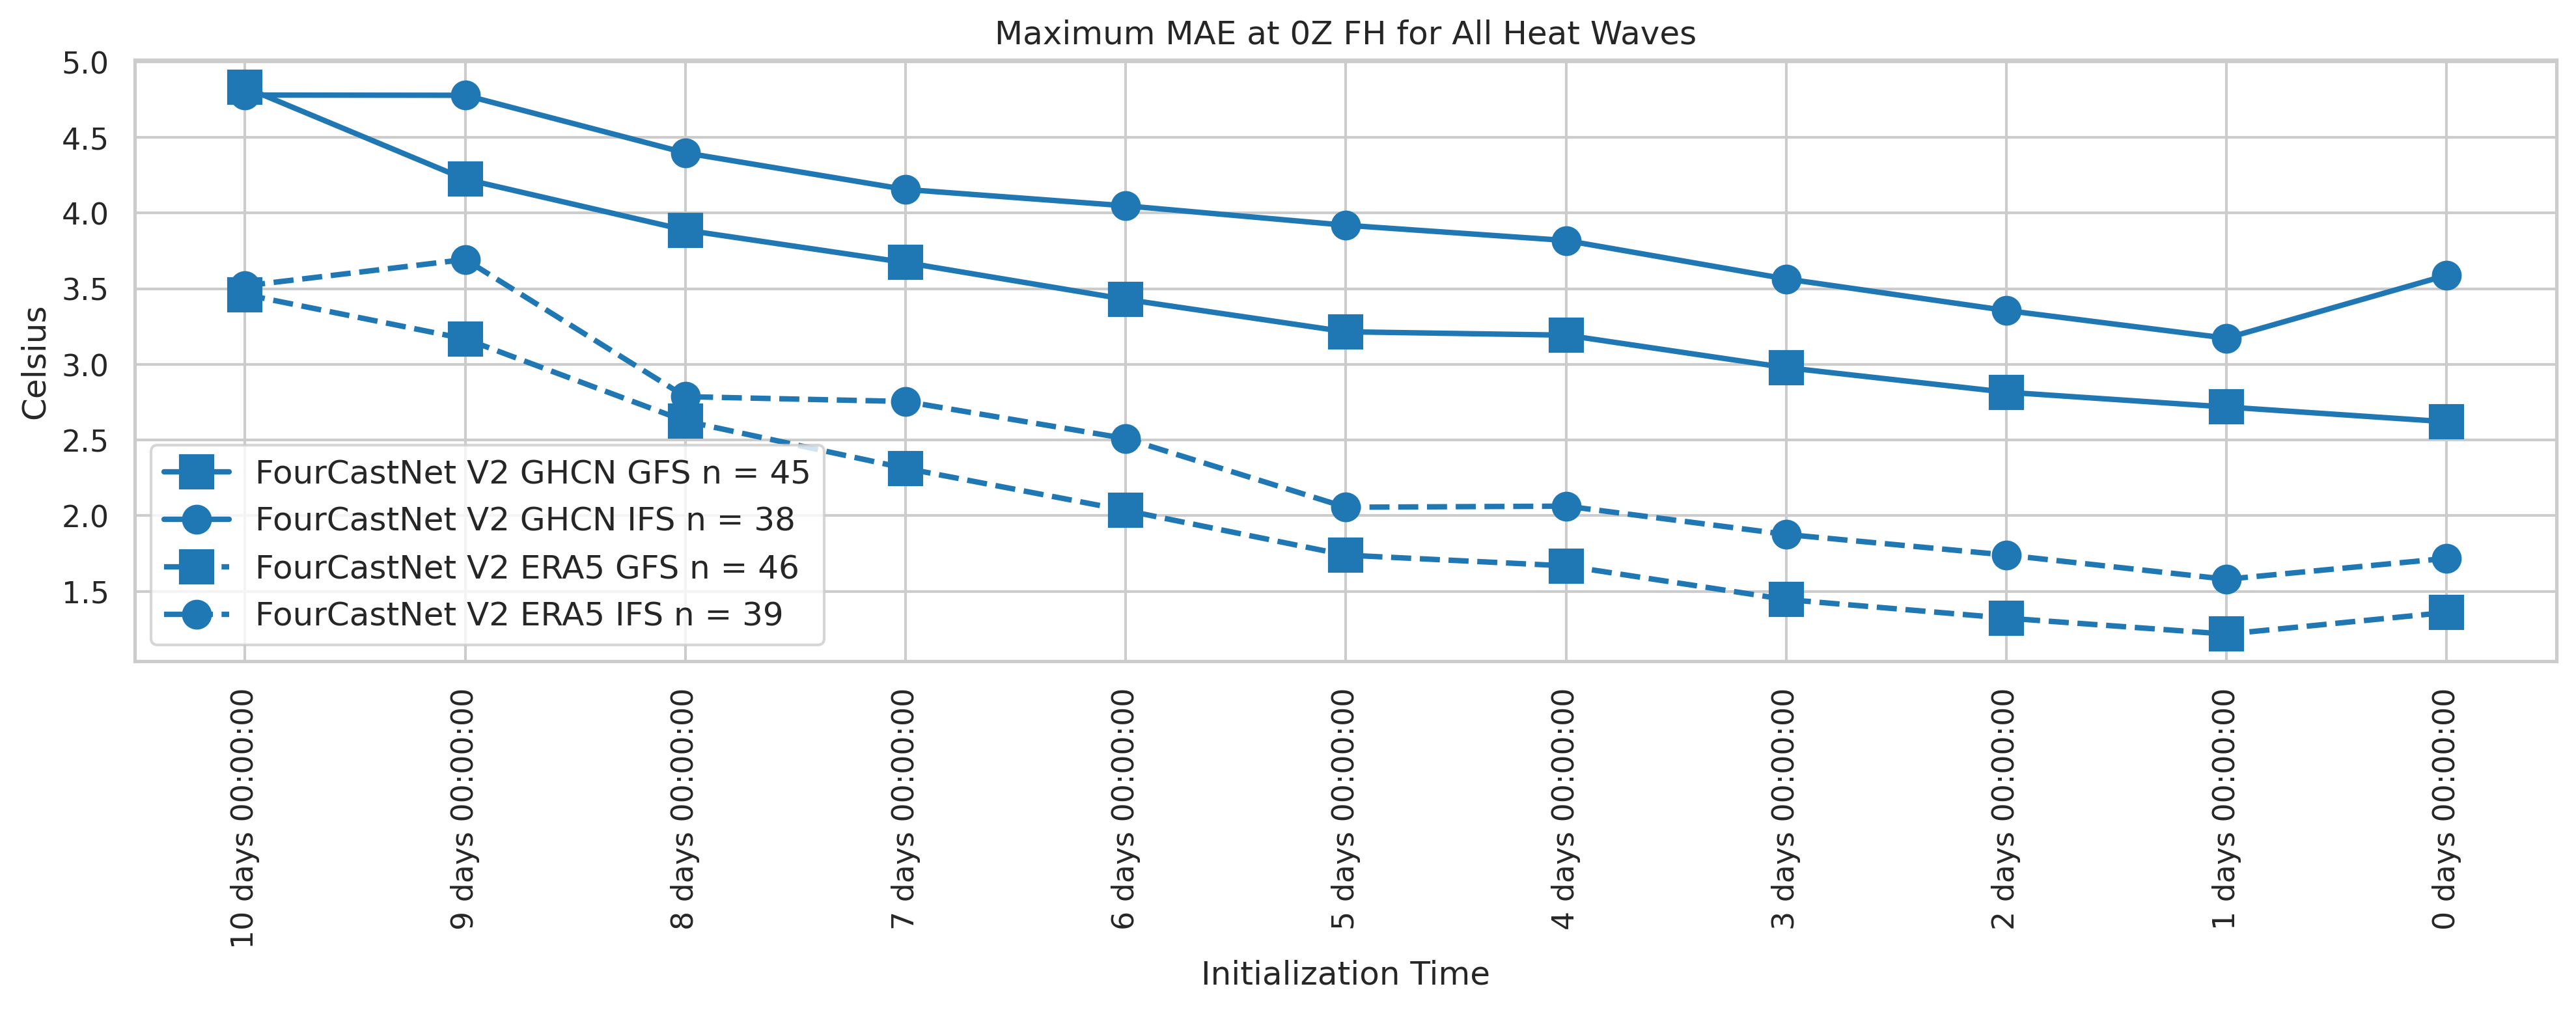 Maximum MAE at 0Z FH for All Heat Waves
Celsius
5.0
4.5
4.0
3.5
3.0
2.5
2.0
1.5
FourCastNet V2 GHCN GFS n = 45
FourCastNet V2 GHCN IFS n = 38
FourCastNet V2 ERA5 GFS n = 46
FourCastNet V2 ERA5 IFS n = 39
10 days 00:00:00
9 days 00:00:00
8 days 00:00:00
7 days 00:00:00
6 days 00:00:00
5 days 00:00:00
4 days 00:00:00
3 days 00:00:00
2 days 00:00:00
1 days 00:00:00
0 days 00:00:00
Initialization Time